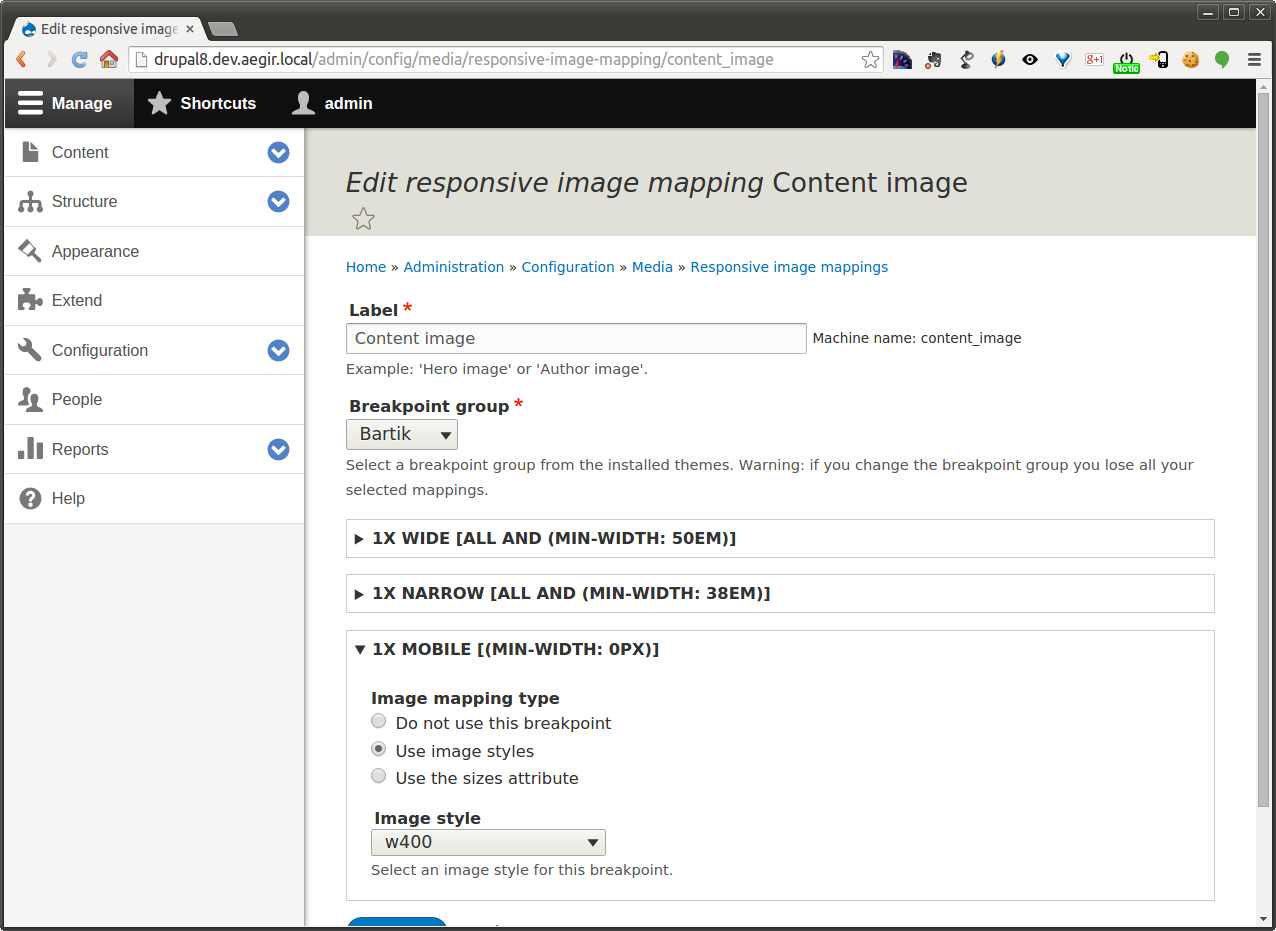 Edit responsive image
drupal8.dev.aegir.local/admin/config/media/responsive-image-mapping/content_image
g+1
Notic
Manage
Shortcuts
admin
Content
Structure
Appearance
Extend
Configuration
People
Reports
Help
Edit responsive image mapping Content image
Home » Administration » Configuration » Media » Responsive image mappings
Label *
Content image
Machine name: content_image
Example: 'Hero image' or 'Author image'.
Breakpoint group *
Bartik
Select a breakpoint group from the installed themes. Warning: if you change the breakpoint group you lose all your
selected mappings.
1X WIDE [ALL AND (MIN-WIDTH: 50EM)]
1X NARROW [ALL AND (MIN-WIDTH: 38EM)]
1X MOBILE [(MIN-WIDTH: 0PX)]
Image mapping type
Do not use this breakpoint
Use image styles
Use the sizes attribute
Image style
w400
Select an image style for this breakpoint.